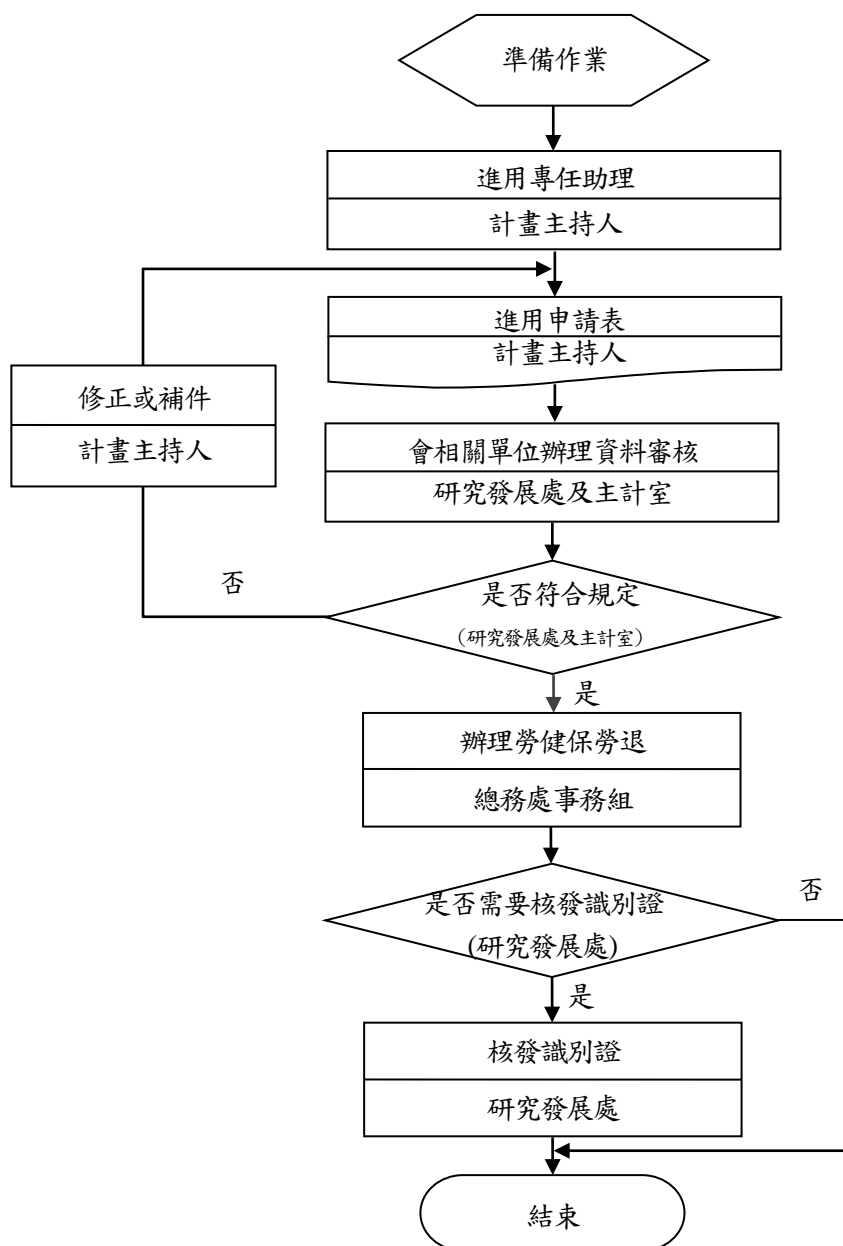 準備作業
進用專任助理
計畫主持人
進用申請表
計畫主持人
修正或補件
計畫主持人
會相關單位辦理資料審核
研究發展處及主計室
否
是否符合規定
(研究發展處及主計室)
是
辦理勞健保勞退
總務處事務組
是否需要核發識別證
(研究發展處)
否
是
核發識別證
研究發展處
結束